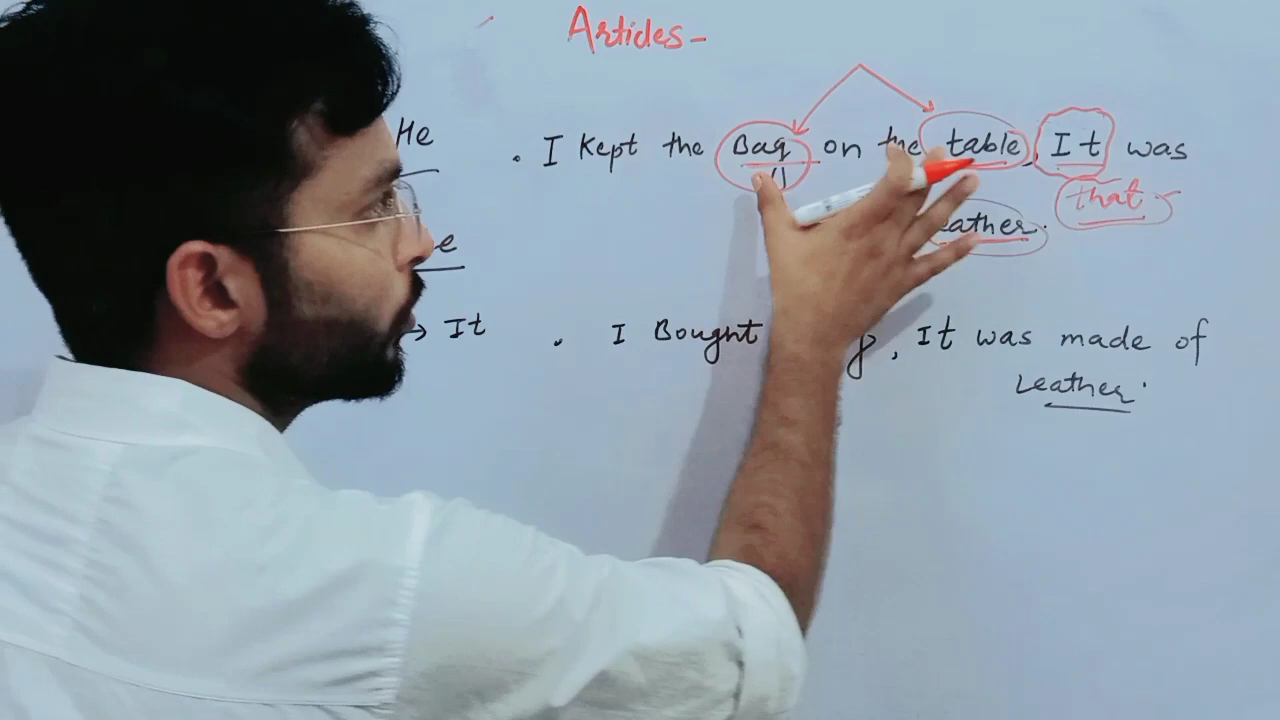 Articles -
He . I kept the Bag on the table, It was
that
eather.
→ It . I Bought g, It was made of
Leather.